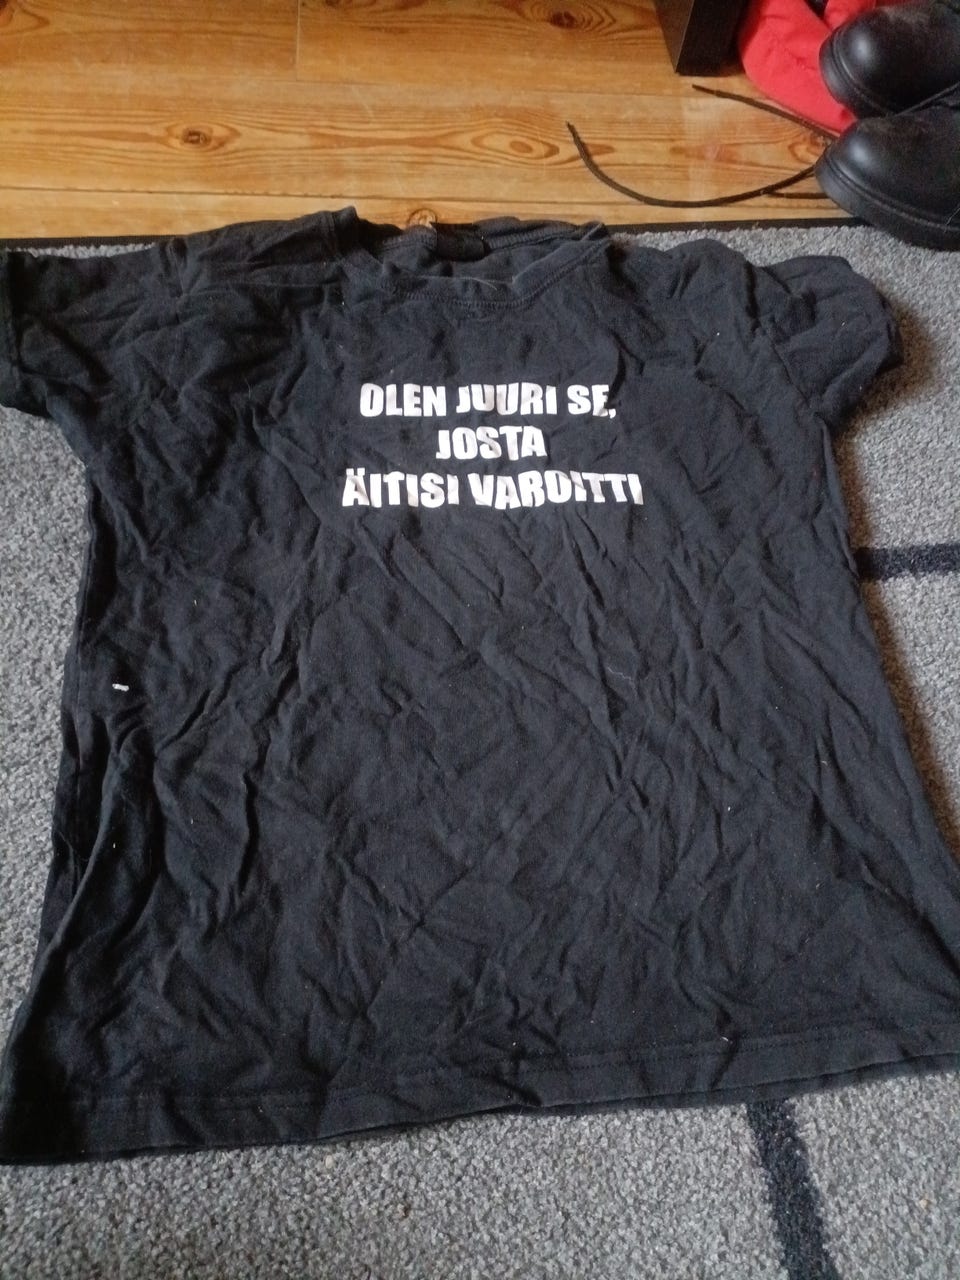 OLEN JUURI SE,
JOSTA
ÄITISI VAROITTI